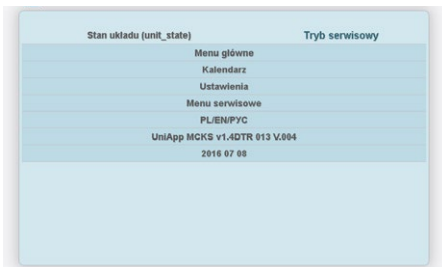 Stan układu (unit_state) Tryb serwisowy
Menu główne
Kalendarz
Ustawienia
Menu serwisowe
PL/EN/РУС
UniApp MCKS v1.4DTR 013 V.004
2016 07 08